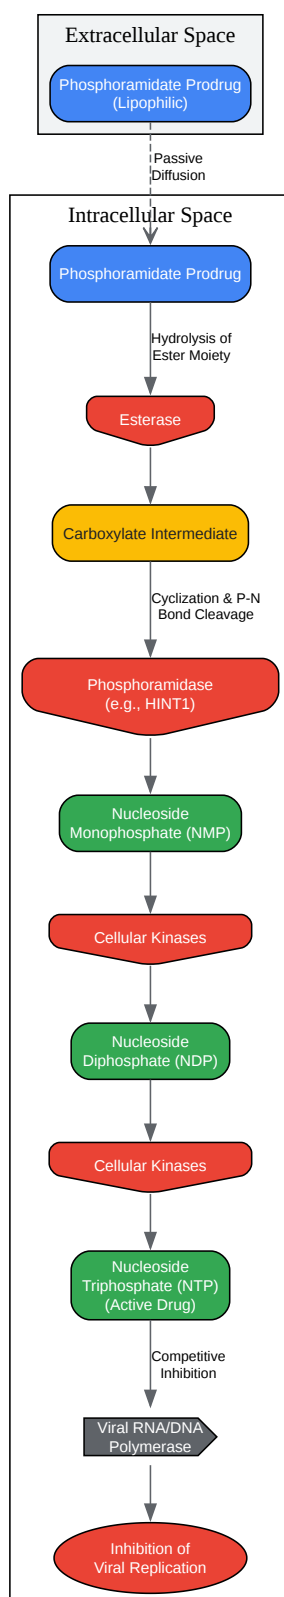 Extracellular Space
Phosphoramidate Prodrug
(Lipophilic)
Passive
Diffusion
Intracellular Space
Phosphoramidate Prodrug
Hydrolysis of
Ester Moiety
Esterase
Carboxylate Intermediate
Cyclization & P-N
Bond Cleavage
Phosphoramidase
(e.g., HINT1)
Nucleoside
Monophosphate (NMP)
Cellular Kinases
Nucleoside
Diphosphate (NDP)
Cellular Kinases
Nucleoside
Triphosphate (NTP)
(Active Drug)
Competitive
Inhibition
Viral RNA/DNA
Polymerase
Inhibition of
Viral Replication